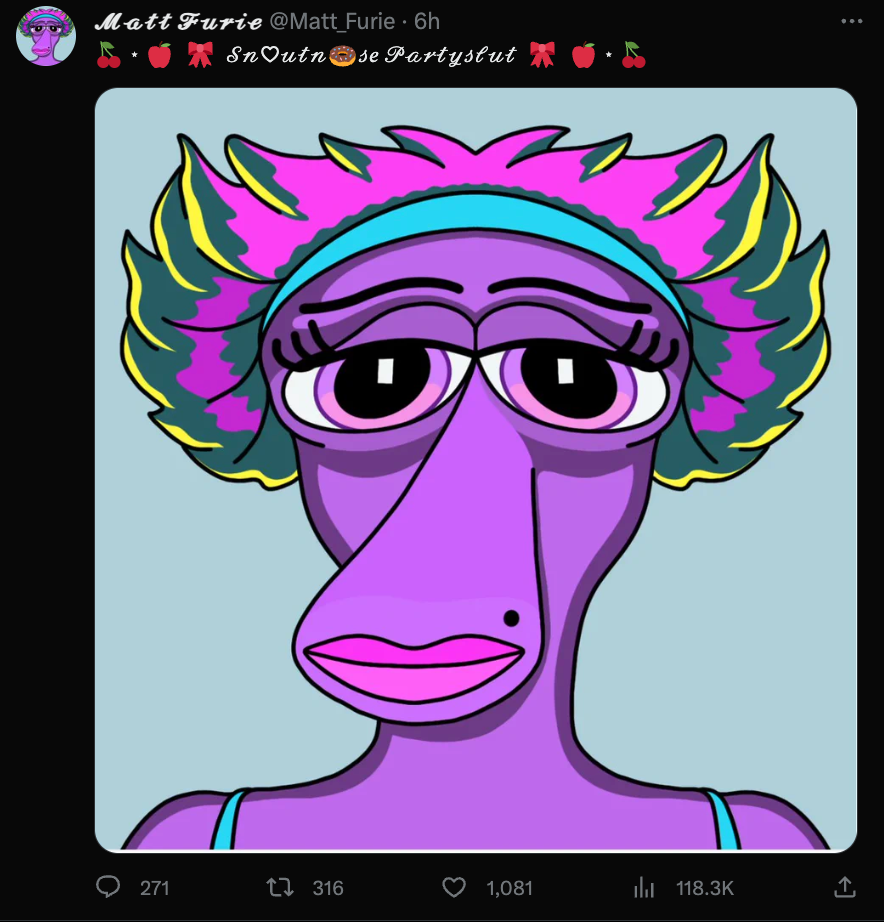 𝓜𝓪𝓽𝓽 𝓕𝓾𝓻𝓲𝓮 @Matt_Furie · 6h
🍒⋆🍎 🎀 𝒮𝓃♡𝓊𝓉𝓃🍩𝓈𝑒 𝒫𝒶𝓇𝓉𝓎𝓈𝓁𝓊𝓉 🎀 🍎⋆🍒
271 316 1,081 118.3K